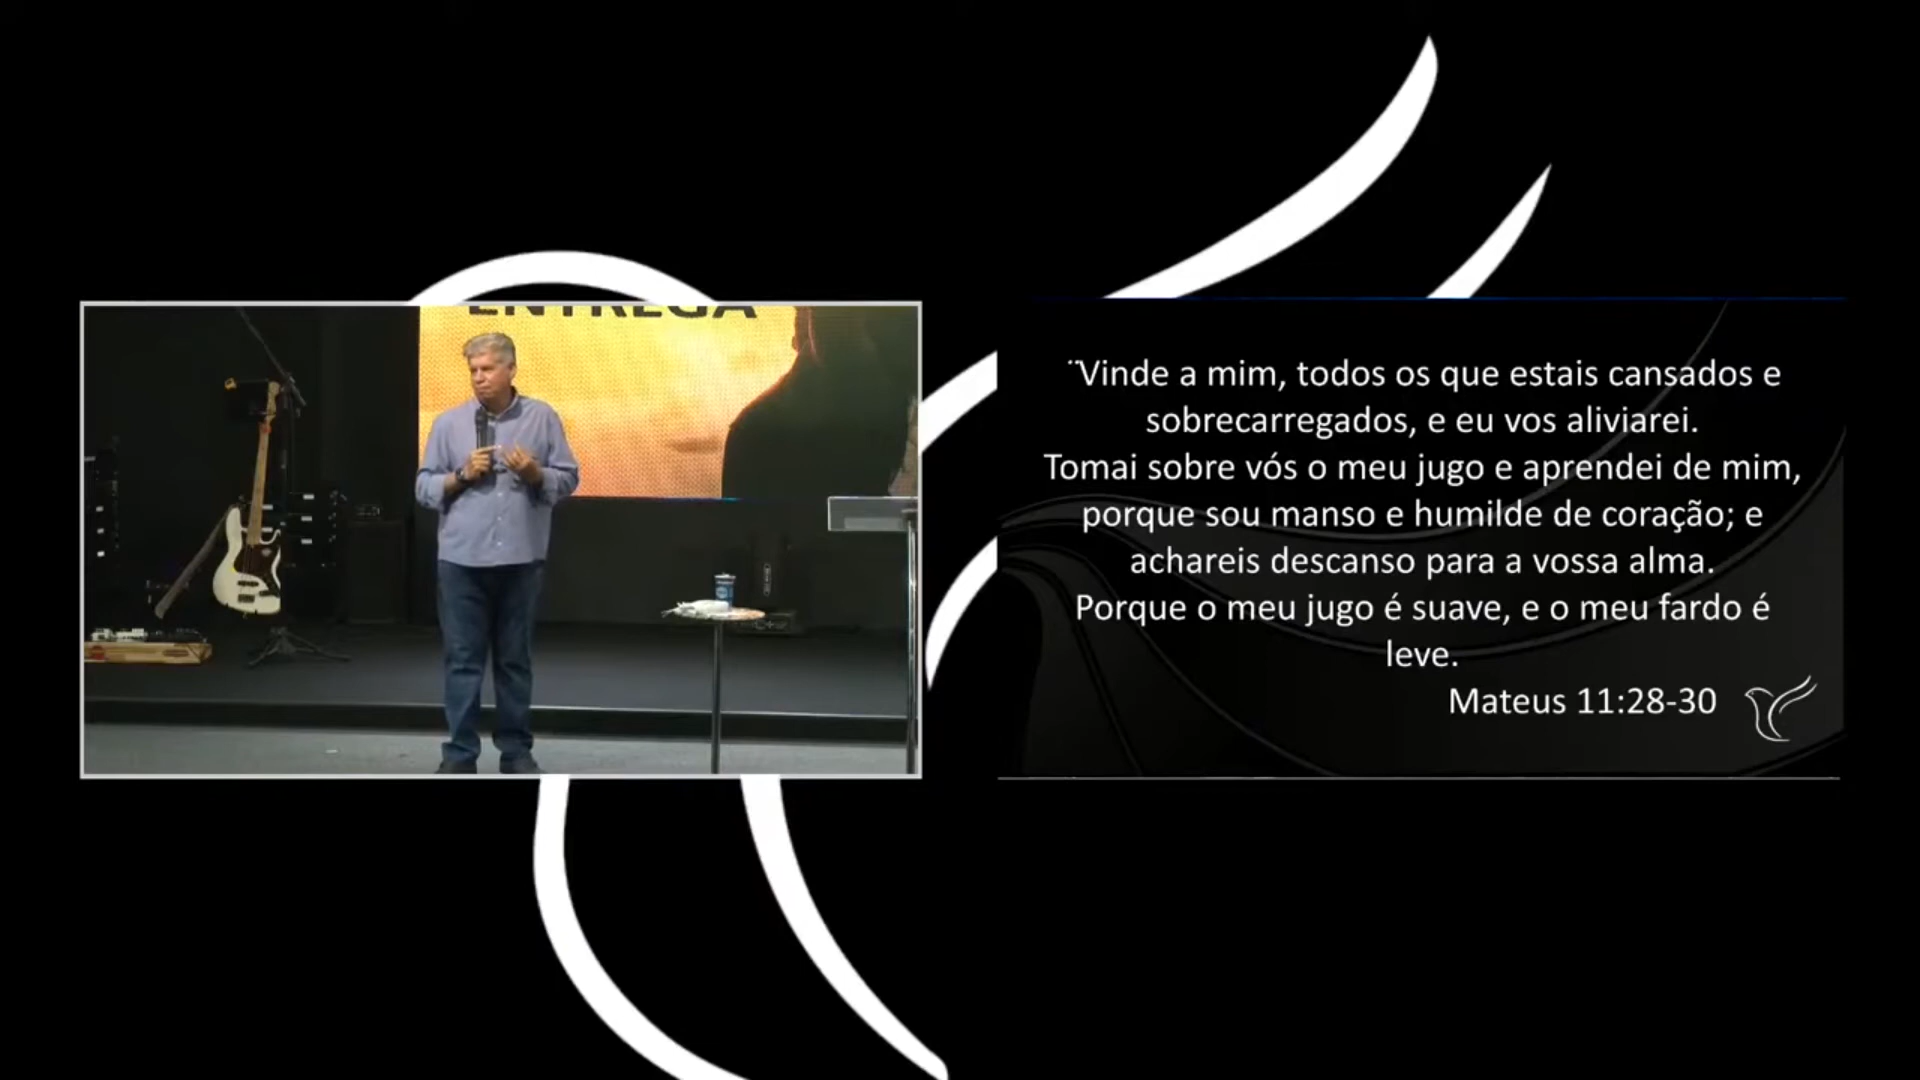 ENTREGA
¨Vinde a mim, todos os que estais cansados e
sobrecarregados, e eu vos aliviarei.
Tomai sobre vós o meu jugo e aprendei de mim,
porque sou manso e humilde de coração; e
achareis descanso para a vossa alma.
Porque o meu jugo é suave, e o meu fardo é
leve.
Mateus 11:28-30